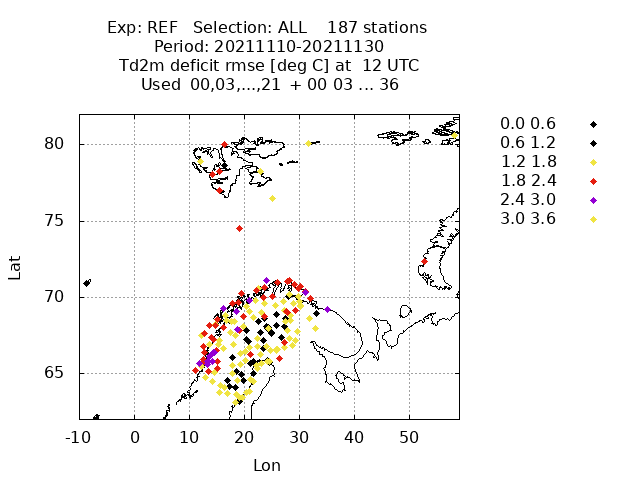 Exp: REF   Selection: ALL    187 stations
Period: 20211110-20211130
Td2m deficit rmse [deg C] at  12 UTC
Used  00,03,...,21  + 00 03 ... 36
0.0 0.6
0.6 1.2
1.2 1.8
1.8 2.4
2.4 3.0
3.0 3.6
80
75
70
65
Lat
-10 0 10 20 30 40 50
Lon